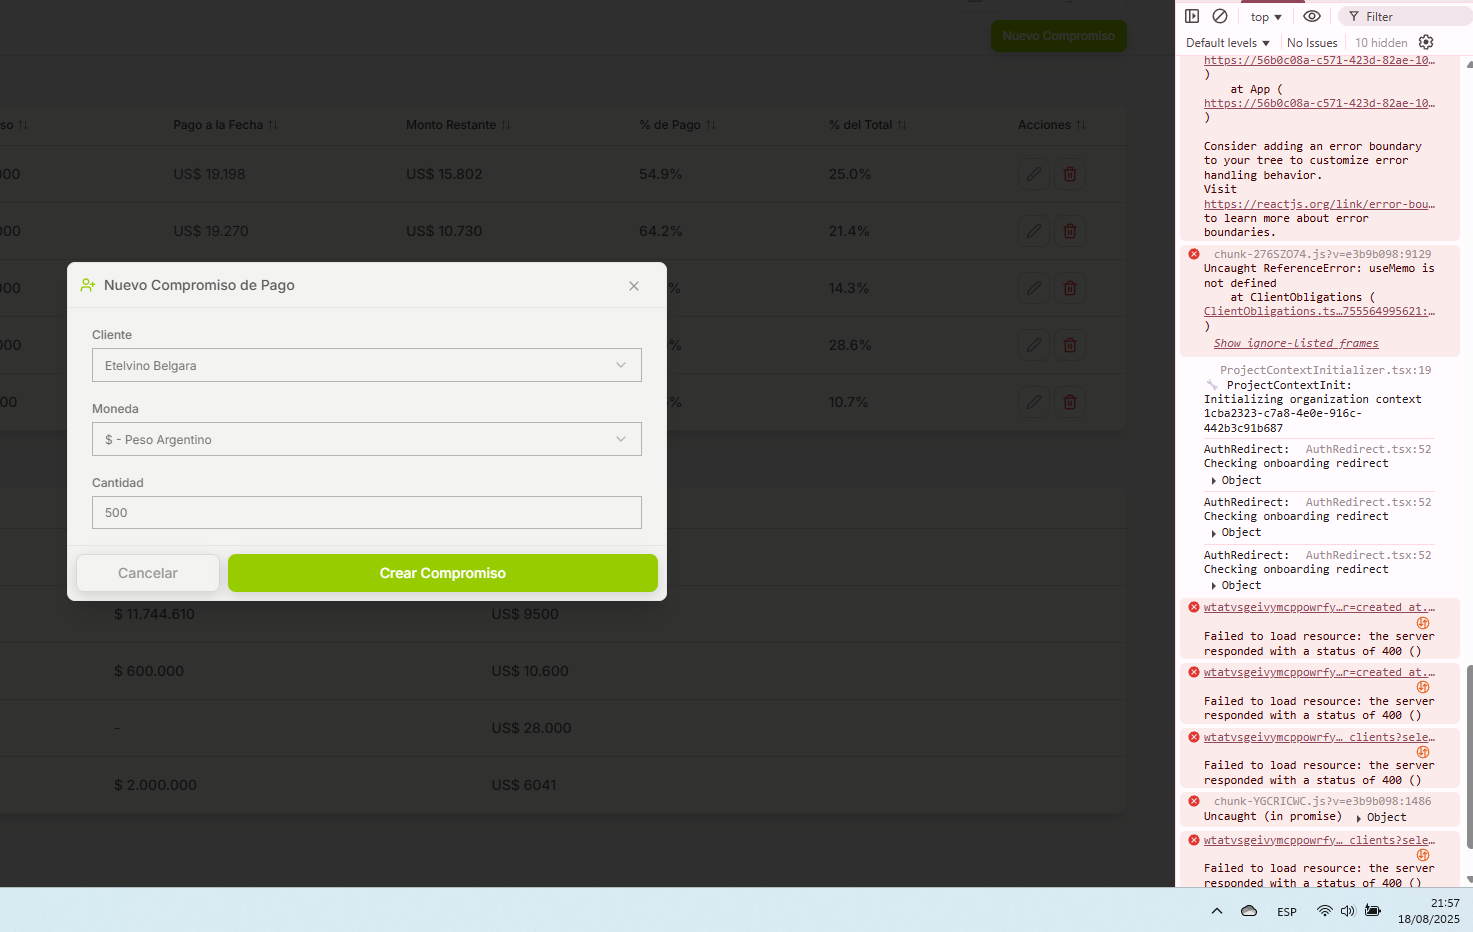 Nuevo Compromiso
so
Pago a la Fecha
Monto Restante
% de Pago
% del Total
Acciones
000
US$ 19.198
US$ 15.802
54.9%
25.0%
000
US$ 19.270
US$ 10.730
64.2%
21.4%
000
%
14.3%
000
%
28.6%
00
%
10.7%
Nuevo Compromiso de Pago
Cliente
Etelvino Belgara
Moneda
$ - Peso Argentino
Cantidad
500
Cancelar
Crear Compromiso
$ 11.744.610
US$ 9500
$ 600.000
US$ 10.600
-
US$ 28.000
$ 2.000.000
US$ 6041
top
Filter
Default levels
No Issues
10 hidden
https://56b0c08a-c571-423d-82ae-10…
)
at App (
https://56b0c08a-c571-423d-82ae-10…
)
Consider adding an error boundary
to your tree to customize error
handling behavior.
Visit
https://reactjs.org/link/error-bou…
to learn more about error
boundaries.
chunk-276SZO74.js?v=e3b9b098:9129
Uncaught ReferenceError: useMemo is
not defined
at ClientObligations (
ClientObligations.ts…755564995621:…
)
Show ignore-listed frames
ProjectContextInitializer.tsx:19
🔧 ProjectContextInit:
Initializing organization context
1cba2323-c7a8-4e0e-916c-
442b3c91b687
AuthRedirect: AuthRedirect.tsx:52
Checking onboarding redirect
Object
AuthRedirect: AuthRedirect.tsx:52
Checking onboarding redirect
Object
AuthRedirect: AuthRedirect.tsx:52
Checking onboarding redirect
Object
wtatvsgeivymcppowrfy…r=created_at.…
Failed to load resource: the server
responded with a status of 400 ()
wtatvsgeivymcppowrfy…r=created_at.…
Failed to load resource: the server
responded with a status of 400 ()
wtatvsgeivymcppowrfy…_clients?sele…
Failed to load resource: the server
responded with a status of 400 ()
chunk-YGCRICWC.js?v=e3b9b098:1486
Uncaught (in promise) Object
wtatvsgeivymcppowrfy…_clients?sele…
Failed to load resource: the server
responded with a status of 400 ()
ESP
21:57
18/08/2025